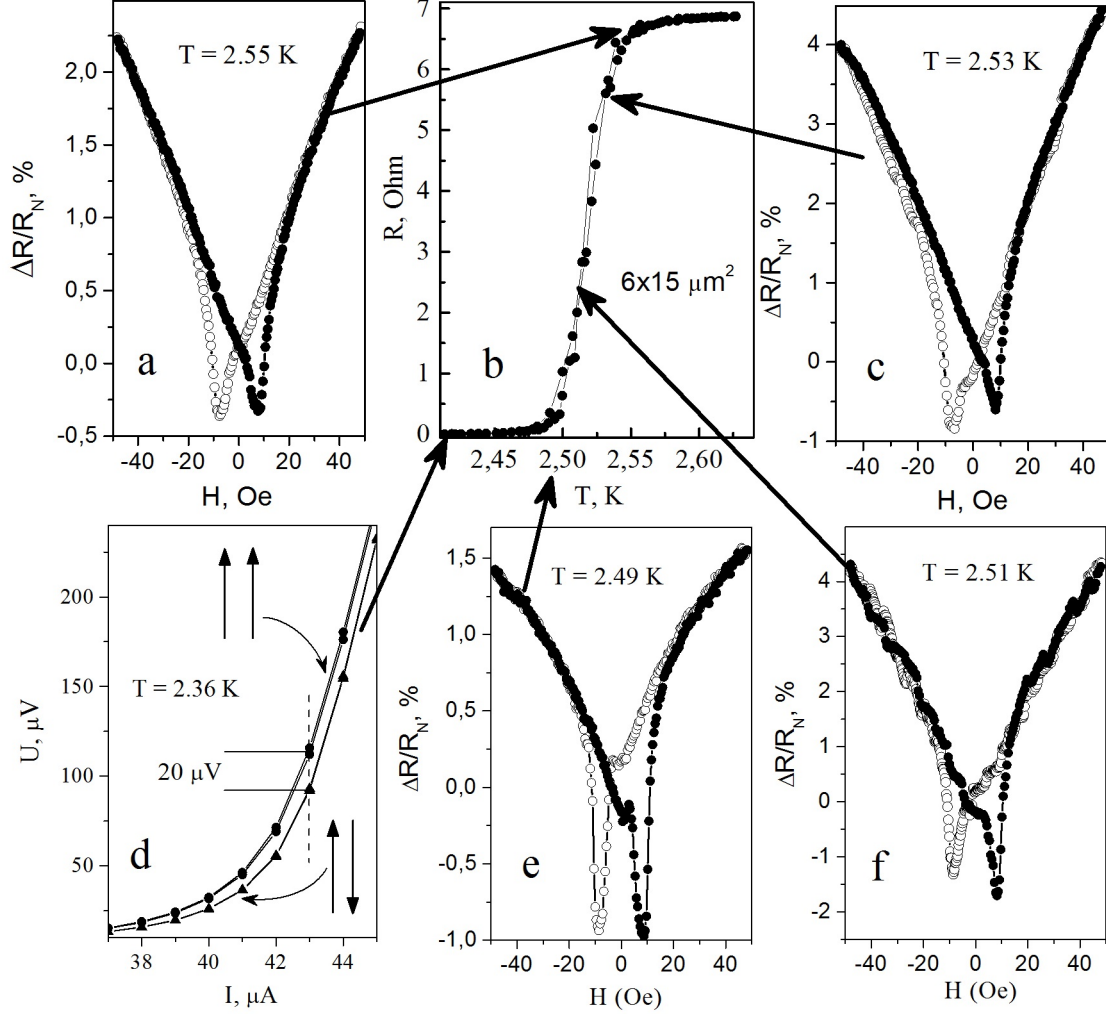 2,0
1,5
1,0
0,5
0,0
-0,5
ΔR/R_N, %
T = 2.55 K
a
-40 -20 0 20 40
H, Oe
7
6
5
4
3
2
1
0
R, Ohm
6x15 μm²
b
2,45 2,50 2,55 2,60
T, K
4
3
2
1
0
-1
ΔR/R_N, %
T = 2.53 K
c
-40 -20 0 20 40
H, Oe
200
150
100
50
U, μV
T = 2.36 K
20 μV
d
38 40 42 44
I, μA
1,5
1,0
0,5
0,0
-0,5
-1,0
ΔR/R_N, %
T = 2.49 K
e
-40 -20 0 20 40
H (Oe)
4
3
2
1
0
-1
-2
ΔR/R_N, %
T = 2.51 K
f
-40 -20 0 20 40
H (Oe)